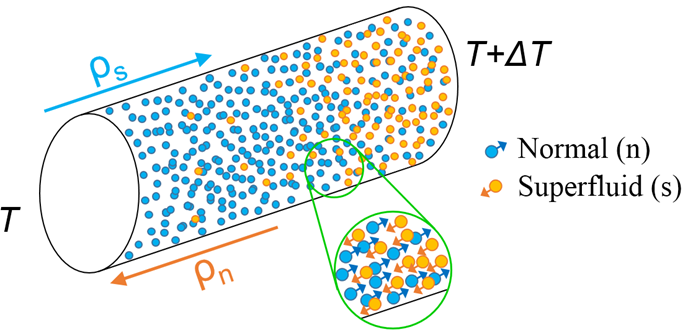 ρs
T+ΔT
Normal (n)
Superfluid (s)
T
ρn